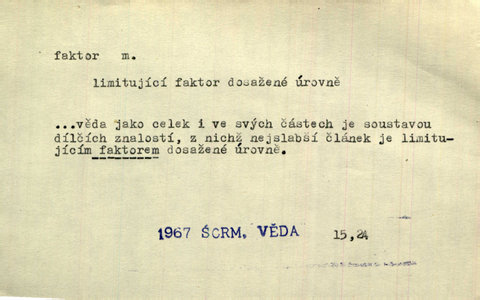 faktor m.
limitující faktor dosažené úrovně
...věda jako celek i ve svých částech je soustavou
dílčích znalostí, z nichž nejslabší článek je limitu-
jícím faktorem dosažené úrovně.
1967 ŠCRM, VĚDA 15,24